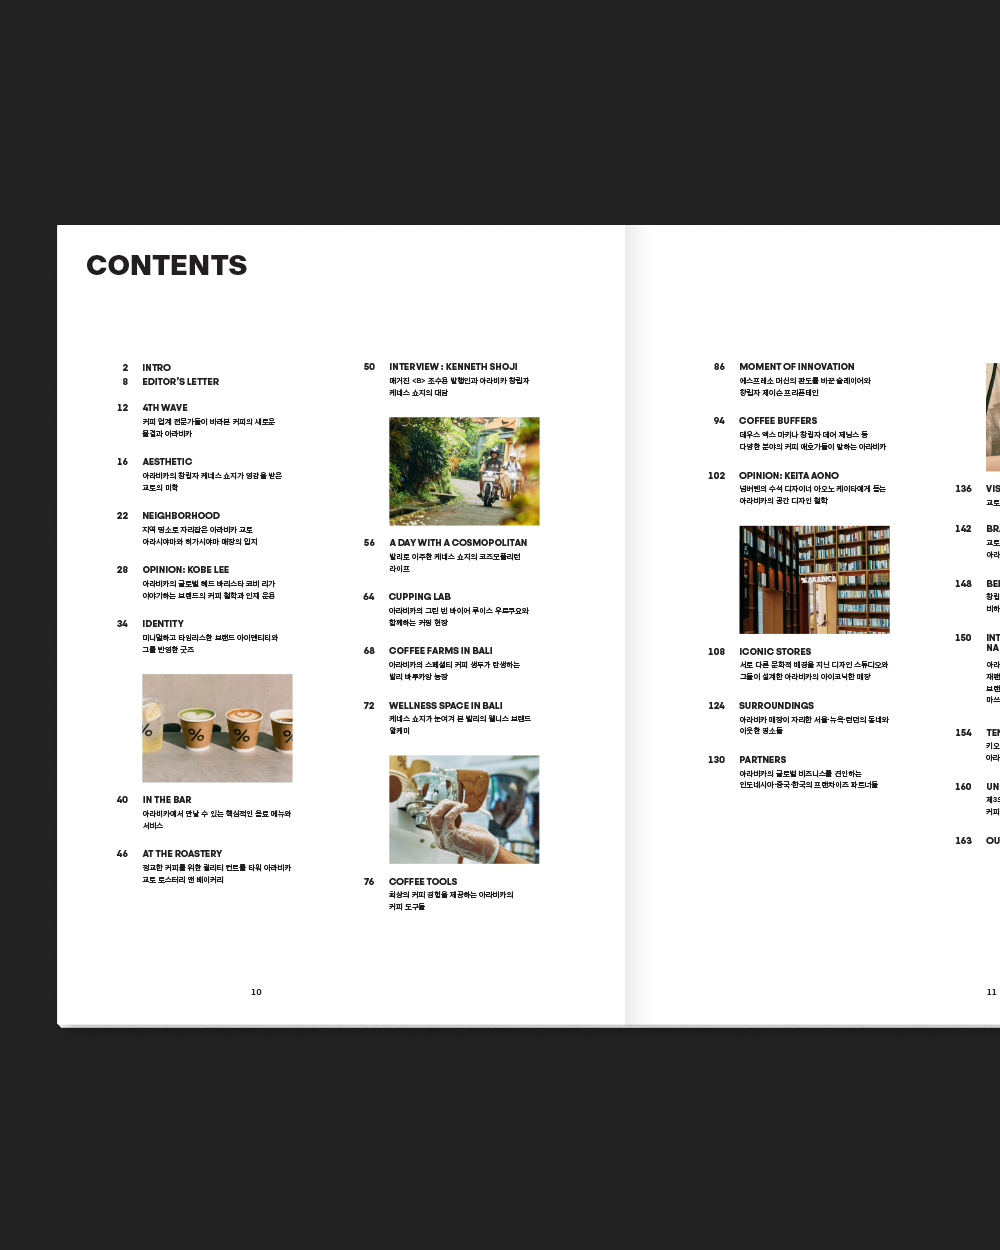 CONTENTS
2 INTRO
8 EDITOR'S LETTER
12 4TH WAVE
커피 업계 전문가들이 바라본 커피의 새로운
물결과 아라비카
16 AESTHETIC
아라비카의 창립자 케네스 쇼지가 영감을 받은
교토의 미학
22 NEIGHBORHOOD
지역 명소로 자리잡은 아라비카 교토
아라시야마와 히가시야마 매장의 입지
28 OPINION: KOBE LEE
아라비카의 글로벌 헤드 바리스타 코비 리가
이야기하는 브랜드의 커피 철학과 인재 운용
34 IDENTITY
미니멀하고 타임리스한 브랜드 아이덴티티와
그를 반영한 굿즈
%
%
%
%
40 IN THE BAR
아라비카에서 만날 수 있는 핵심적인 음료 메뉴와
서비스
46 AT THE ROASTERY
정교한 커피를 위한 퀄리티 컨트롤 타워 아라비카
교토 로스터리 앤 베이커리
50 INTERVIEW : KENNETH SHOJI
매거진 <B> 조수용 발행인과 아라비카 창립자
케네스 쇼지의 대담
56 A DAY WITH A COSMOPOLITAN
발리로 이주한 케네스 쇼지의 코즈모폴리턴
라이프
64 CUPPING LAB
아라비카의 그린 빈 바이어 루이스 우르쿠요와
함께하는 커핑 현장
68 COFFEE FARMS IN BALI
아라비카의 스페셜티 커피 생두가 탄생하는
발리 바투카앙 농장
72 WELLNESS SPACE IN BALI
케네스 쇼지가 눈여겨 본 발리의 웰니스 브랜드
알케미
76 COFFEE TOOLS
최상의 커피 경험을 제공하는 아라비카의
커피 도구들
10
86 MOMENT OF INNOVATION
에스프레소 머신의 판도를 바꾼 슬레이어와
창립자 제이슨 프리폰테인
94 COFFEE BUFFERS
데우스 엑스 마키나 창립자 데어 제닝스 등
다양한 분야의 커피 애호가들이 말하는 아라비카
102 OPINION: KEITA AONO
넘버텐의 수석 디자이너 아오노 케이타에게 듣는
아라비카의 공간 디자인 철학
% ARABICA
108 ICONIC STORES
서로 다른 문화적 배경을 지닌 디자인 스튜디오와
그들이 설계한 아라비카의 아이코닉한 매장
124 SURROUNDINGS
아라비카 매장이 자리한 서울·뉴욕·런던의 동네와
이웃한 명소들
130 PARTNERS
아라비카의 글로벌 비즈니스를 견인하는
인도네시아·중국·한국의 프랜차이즈 파트너들
136 VIS
교토
142 BRA
교토
아라
148 BE
창립
비하
150 INT
NA
아라
재팬
브랜
마쓰
154 TEN
키오
아라
160 UN
제3의
커피
163 OU
11